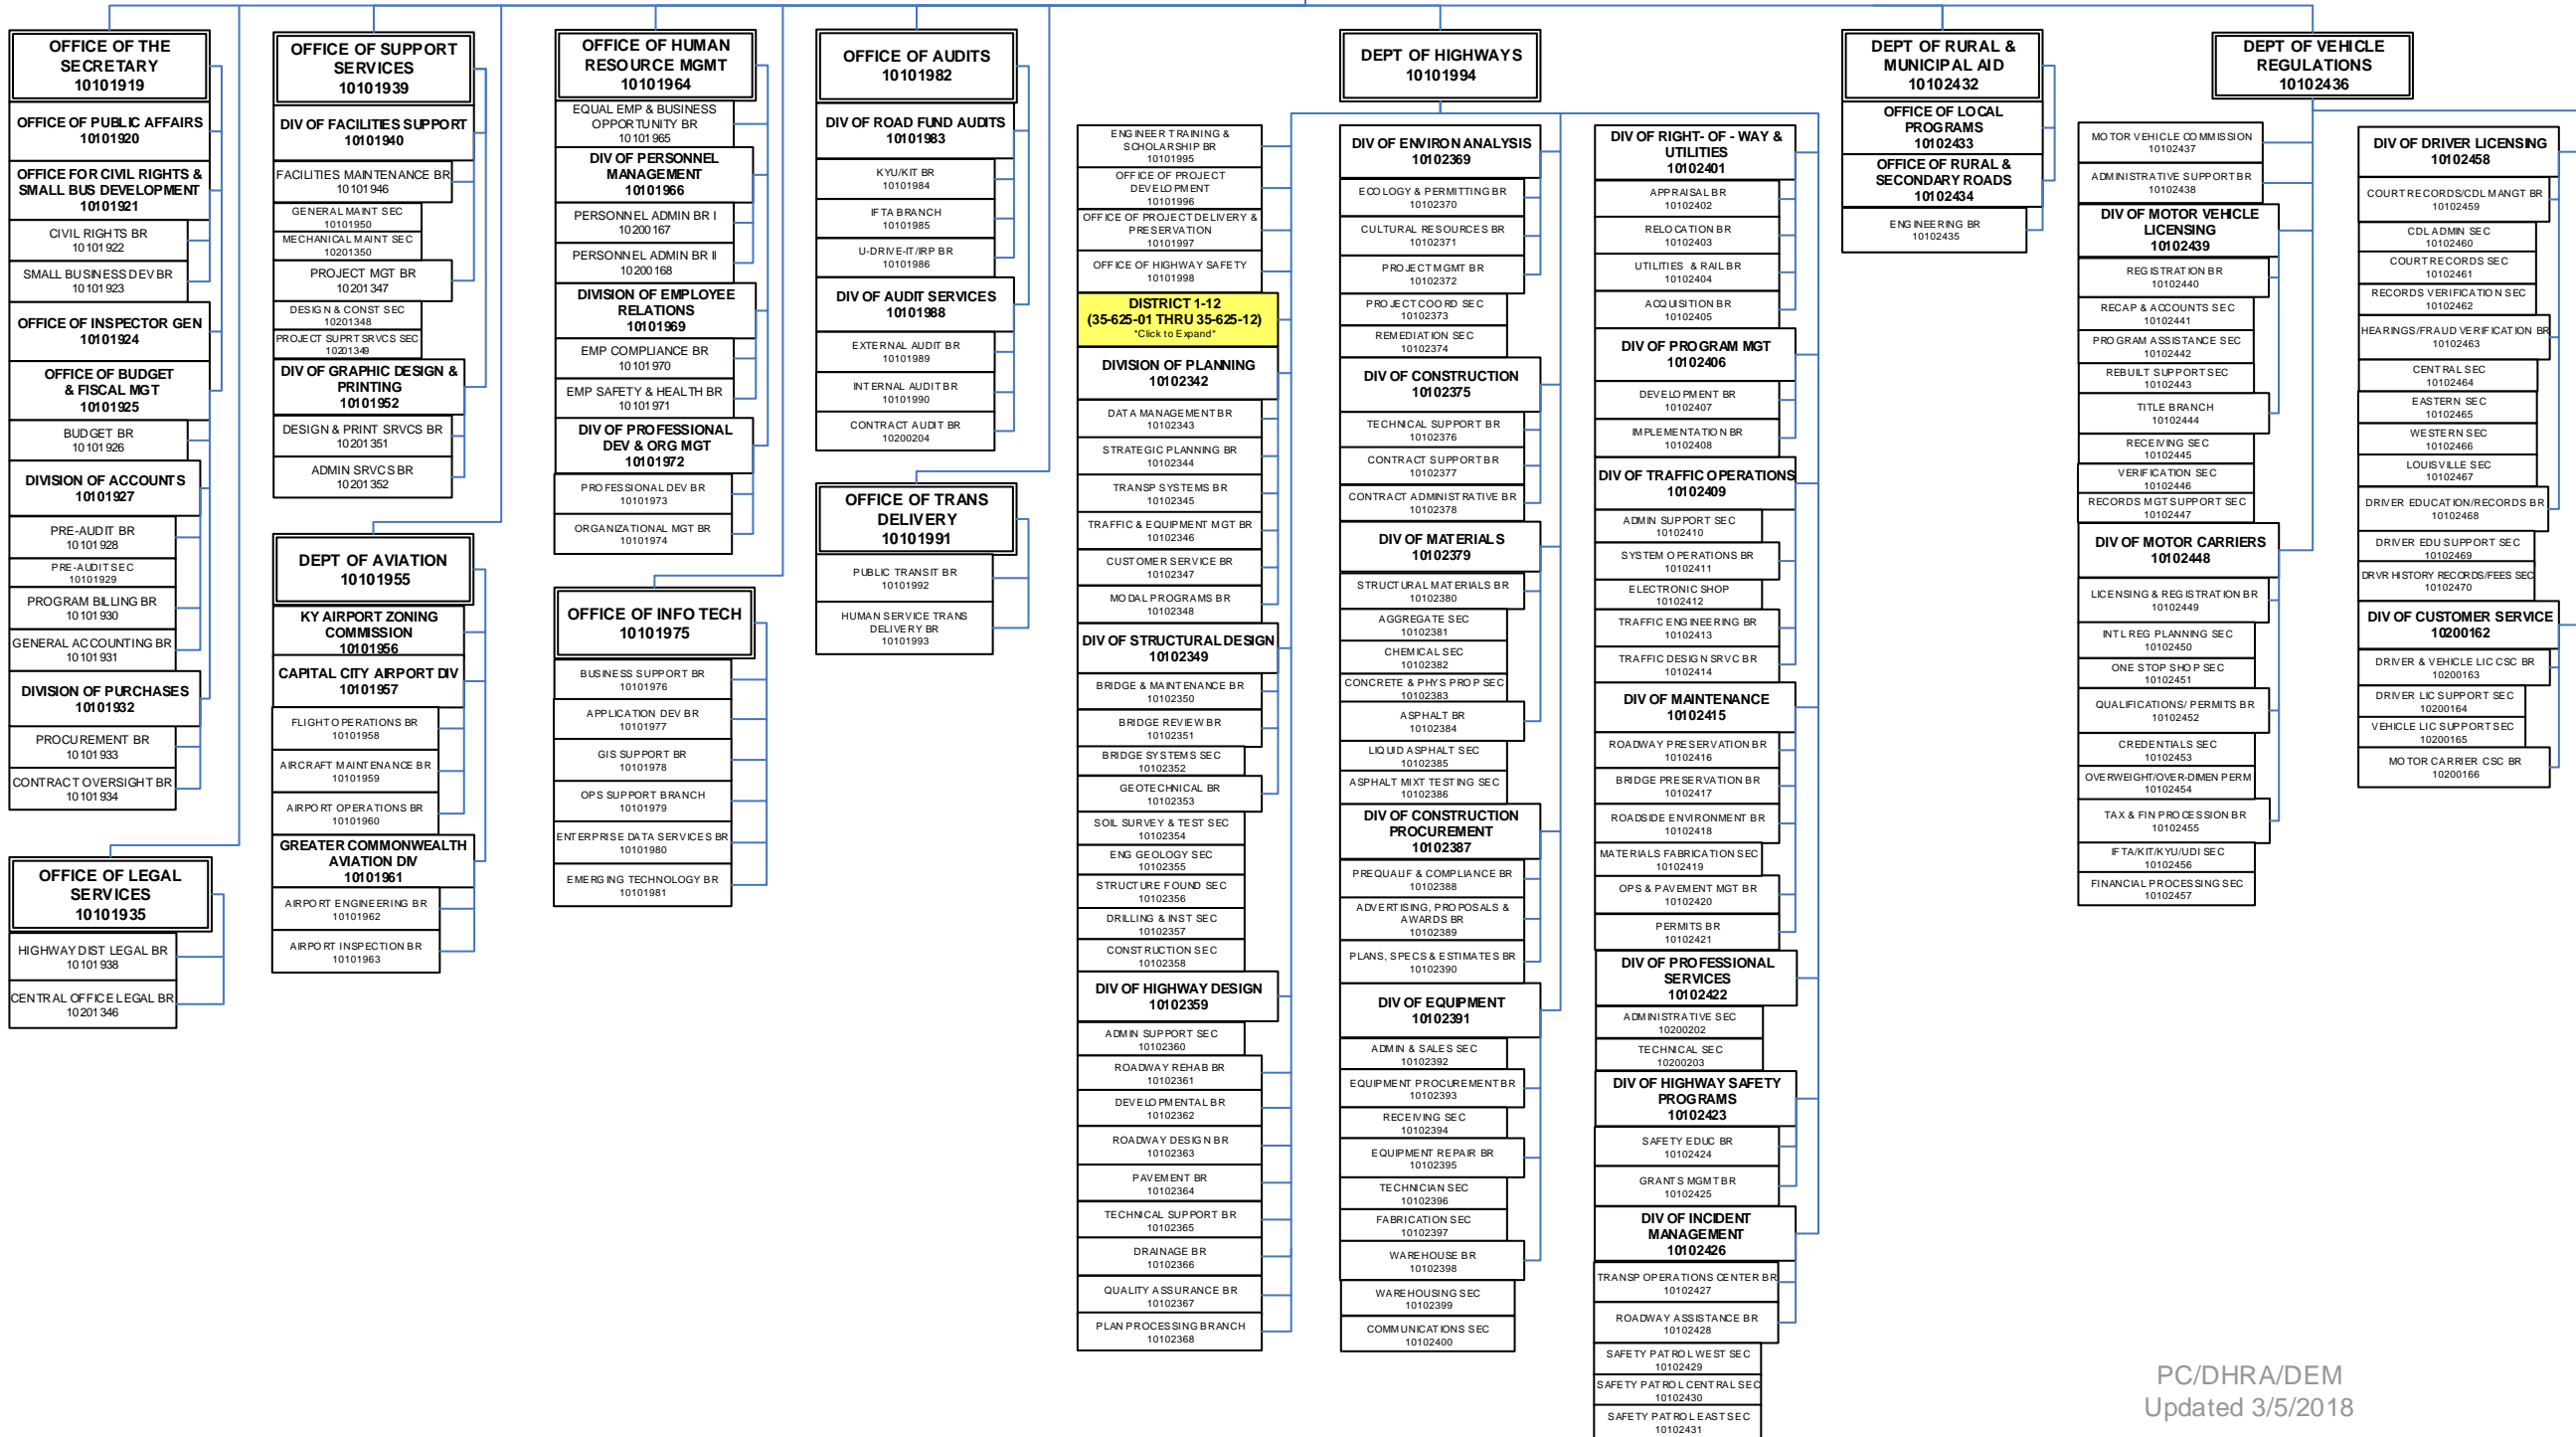 OFFICE OF THE
SECRETARY
10101919
OFFICE OF PUBLIC AFFAIRS
10101920
OFFICE FOR CIVIL RIGHTS &
SMALL BUS DEVELOPMENT
10101921
CIVIL RIGHTS BR
10101922
SMALL BUSINESS DEV BR
10101923
OFFICE OF INSPECTOR GEN
10101924
OFFICE OF BUDGET
& FISCAL MGT
10101925
BUDGET BR
10101926
DIVISION OF ACCOUNTS
10101927
PRE-AUDIT BR
10101928
PRE-AUDIT SEC
10101929
PROGRAM BILLING BR
10101930
GENERAL ACCOUNTING BR
10101931
DIVISION OF PURCHASES
10101932
PROCUREMENT BR
10101933
CONTRACT OVERSIGHT BR
10101934
OFFICE OF LEGAL
SERVICES
10101935
HIGHWAY DIST LEGAL BR
10101938
CENTRAL OFFICE LEGAL BR
10201346
OFFICE OF SUPPORT
SERVICES
10101939
DIV OF FACILITIES SUPPORT
10101940
FACILITIES MAINTENANCE BR
10101946
GENERAL MAINT SEC
10101950
MECHANICAL MAINT SEC
10201350
PROJECT MGT BR
10201347
DESIGN & CONST SEC
10201348
PROJECT SUPRT SRVCS SEC
10201349
DIV OF GRAPHIC DESIGN &
PRINTING
10101952
DESIGN & PRINT SRVCS BR
10201351
ADMIN SRVCS BR
10201352
DEPT OF AVIATION
10101955
KY AIRPORT ZONING
COMMISSION
10101956
CAPITAL CITY AIRPORT DIV
10101957
FLIGHT OPERATIONS BR
10101958
AIRCRAFT MAINTENANCE BR
10101959
AIRPORT OPERATIONS BR
10101960
GREATER COMMONWEALTH
AVIATION DIV
10101961
AIRPORT ENGINEERING BR
10101962
AIRPORT INSPECTION BR
10101963
OFFICE OF HUMAN
RESOURCE MGMT
10101964
EQUAL EMP & BUSINESS
OPPORTUNITY BR
10101965
DIV OF PERSONNEL
MANAGEMENT
10101966
PERSONNEL ADMIN BR I
10200167
PERSONNEL ADMIN BR II
10200168
DIVISION OF EMPLOYEE
RELATIONS
10101969
EMP COMPLIANCE BR
10101970
EMP SAFETY & HEALTH BR
10101971
DIV OF PROFESSIONAL
DEV & ORG MGT
10101972
PROFESSIONAL DEV BR
10101973
ORGANIZATIONAL MGT BR
10101974
OFFICE OF INFO TECH
10101975
BUSINESS SUPPORT BR
10101976
APPLICATION DEV BR
10101977
GIS SUPPORT BR
10101978
OPS SUPPORT BRANCH
10101979
ENTERPRISE DATA SERVICES BR
10101980
EMERGING TECHNOLOGY BR
10101981
OFFICE OF AUDITS
10101982
DIV OF ROAD FUND AUDITS
10101983
KYU/KIT BR
10101984
IFTA BRANCH
10101985
U-DRIVE-IT/IRP BR
10101986
DIV OF AUDIT SERVICES
10101988
EXTERNAL AUDIT BR
10101989
INTERNAL AUDIT BR
10101990
CONTRACT AUDIT BR
10200204
OFFICE OF TRANS
DELIVERY
10101991
PUBLIC TRANSIT BR
10101992
HUMAN SERVICE TRANS
DELIVERY BR
10101993
DEPT OF HIGHWAYS
10101994
ENGINEER TRAINING &
SCHOLARSHIP BR
10101995
OFFICE OF PROJECT
DEVELOPMENT
10101996
OFFICE OF PROJECT DELIVERY &
PRESERVATION
10101997
OFFICE OF HIGHWAY SAFETY
10101998
DISTRICT 1-12
(35-625-01 THRU 35-625-12)
*Click to Expand*
DIVISION OF PLANNING
10102342
DATA MANAGEMENT BR
10102343
STRATEGIC PLANNING BR
10102344
TRANSP SYSTEMS BR
10102345
TRAFFIC & EQUIPMENT MGT BR
10102346
CUSTOMER SERVICE BR
10102347
MODAL PROGRAMS BR
10102348
DIV OF STRUCTURAL DESIGN
10102349
BRIDGE & MAINTENANCE BR
10102350
BRIDGE REVIEW BR
10102351
BRIDGE SYSTEMS SEC
10102352
GEOTECHNICAL BR
10102353
SOIL SURVEY & TEST SEC
10102354
ENG GEOLOGY SEC
10102355
STRUCTURE FOUND SEC
10102356
DRILLING & INST SEC
10102357
CONSTRUCTION SEC
10102358
DIV OF HIGHWAY DESIGN
10102359
ADMIN SUPPORT SEC
10102360
ROADWAY REHAB BR
10102361
DEVELOPMENTAL BR
10102362
ROADWAY DESIGN BR
10102363
PAVEMENT BR
10102364
TECHNICAL SUPPORT BR
10102365
DRAINAGE BR
10102366
QUALITY ASSURANCE BR
10102367
PLAN PROCESSING BRANCH
10102368
DIV OF ENVIRON ANALYSIS
10102369
ECOLOGY & PERMITTING BR
10102370
CULTURAL RESOURCES BR
10102371
PROJECT MGMT BR
10102372
PROJECT COORD SEC
10102373
REMEDIATION SEC
10102374
DIV OF CONSTRUCTION
10102375
TECHNICAL SUPPORT BR
10102376
CONTRACT SUPPORT BR
10102377
CONTRACT ADMINISTRATIVE BR
10102378
DIV OF MATERIALS
10102379
STRUCTURAL MATERIALS BR
10102380
AGGREGATE SEC
10102381
CHEMICAL SEC
10102382
CONCRETE & PHYS PROP SEC
10102383
ASPHALT BR
10102384
LIQUID ASPHALT SEC
10102385
ASPHALT MIXT TESTING SEC
10102386
DIV OF CONSTRUCTION
PROCUREMENT
10102387
PREQUALIF & COMPLIANCE BR
10102388
ADVERTISING, PROPOSALS &
AWARDS BR
10102389
PLANS, SPECS & ESTIMATES BR
10102390
DIV OF EQUIPMENT
10102391
ADMIN & SALES SEC
10102392
EQUIPMENT PROCUREMENT BR
10102393
RECEIVING SEC
10102394
EQUIPMENT REPAIR BR
10102395
TECHNICIAN SEC
10102396
FABRICATION SEC
10102397
WAREHOUSE BR
10102398
WAREHOUSING SEC
10102399
COMMUNICATIONS SEC
10102400
DIV OF RIGHT- OF - WAY &
UTILITIES
10102401
APPRAISAL BR
10102402
RELOCATION BR
10102403
UTILITIES & RAIL BR
10102404
ACQUISITION BR
10102405
DIV OF PROGRAM MGT
10102406
DEVELOPMENT BR
10102407
IMPLEMENTATION BR
10102408
DIV OF TRAFFIC OPERATIONS
10102409
ADMIN SUPPORT SEC
10102410
SYSTEM OPERATIONS BR
10102411
ELECTRONIC SHOP
10102412
TRAFFIC ENGINEERING BR
10102413
TRAFFIC DESIGN SRVC BR
10102414
DIV OF MAINTENANCE
10102415
ROADWAY PRESERVATION BR
10102416
BRIDGE PRESERVATION BR
10102417
ROADSIDE ENVIRONMENT BR
10102418
MATERIALS FABRICATION SEC
10102419
OPS & PAVEMENT MGT BR
10102420
PERMITS BR
10102421
DIV OF PROFESSIONAL
SERVICES
10102422
ADMINISTRATIVE SEC
10200202
TECHNICAL SEC
10200203
DIV OF HIGHWAY SAFETY
PROGRAMS
10102423
SAFETY EDUC BR
10102424
GRANTS MGMT BR
10102425
DIV OF INCIDENT
MANAGEMENT
10102426
TRANSP OPERATIONS CENTER BR
10102427
ROADWAY ASSISTANCE BR
10102428
SAFETY PATROL WEST SEC
10102429
SAFETY PATROL CENTRAL SEC
10102430
SAFETY PATROL EAST SEC
10102431
DEPT OF RURAL &
MUNICIPAL AID
10102432
OFFICE OF LOCAL
PROGRAMS
10102433
OFFICE OF RURAL &
SECONDARY ROADS
10102434
ENGINEERING BR
10102435
DEPT OF VEHICLE
REGULATIONS
10102436
MOTOR VEHICLE COMMISSION
10102437
ADMINISTRATIVE SUPPORT BR
10102438
DIV OF MOTOR VEHICLE
LICENSING
10102439
REGISTRATION BR
10102440
RECAP & ACCOUNTS SEC
10102441
PROGRAM ASSISTANCE SEC
10102442
REBUILT SUPPORT SEC
10102443
TITLE BRANCH
10102444
RECEIVING SEC
10102445
VERIFICATION SEC
10102446
RECORDS MGT SUPPORT SEC
10102447
DIV OF MOTOR CARRIERS
10102448
LICENSING & REGISTRATION BR
10102449
INTL REG PLANNING SEC
10102450
ONE STOP SHOP SEC
10102451
QUALIFICATIONS/ PERMITS BR
10102452
CREDENTIALS SEC
10102453
OVERWEIGHT/OVER-DIMEN PERM
10102454
TAX & FIN PROCESSION BR
10102455
IFTA/KIT/KYU/UDI SEC
10102456
FINANCIAL PROCESSING SEC
10102457
DIV OF DRIVER LICENSING
10102458
COURT RECORDS/CDL MANGT BR
10102459
CDL ADMIN SEC
10102460
COURT RECORDS SEC
10102461
RECORDS VERIFICATION SEC
10102462
HEARINGS/FRAUD VERIFICATION BR
10102463
CENTRAL SEC
10102464
EASTERN SEC
10102465
WESTERN SEC
10102466
LOUISVILLE SEC
10102467
DRIVER EDUCATION/RECORDS BR
10102468
DRIVER EDU SUPPORT SEC
10102469
DRVR HISTORY RECORDS/FEES SEC
10102470
DIV OF CUSTOMER SERVICE
10200162
DRIVER & VEHICLE LIC CSC BR
10200163
DRIVER LIC SUPPORT SEC
10200164
VEHICLE LIC SUPPORT SEC
10200165
MOTOR CARRIER CSC BR
10200166
PC/DHRA/DEM
Updated 3/5/2018